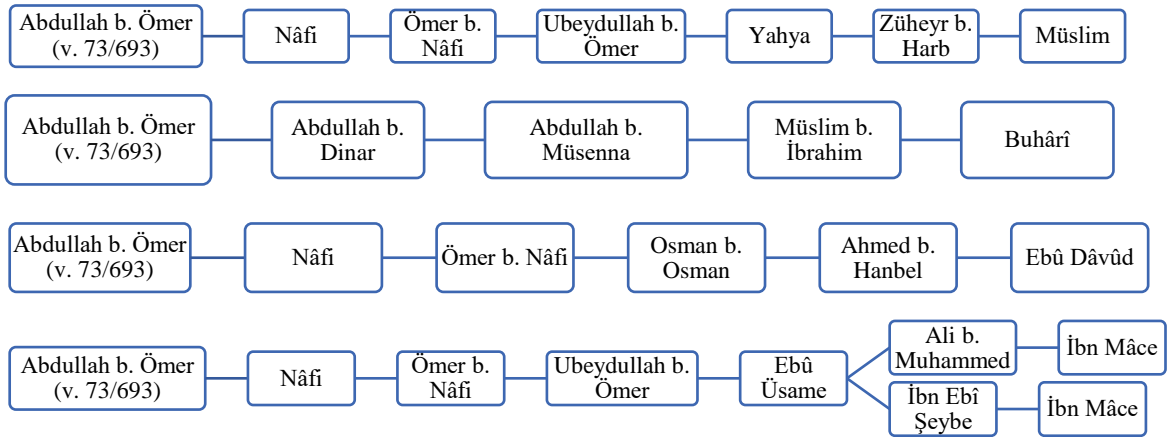 Abdullah b. Ömer
(v. 73/693)
Nâfi
Ömer b.
Nâfi
Ubeydullah b.
Ömer
Yahya
Züheyr b.
Harb
Müslim
Abdullah b. Ömer
(v. 73/693)
Abdullah b.
Dinar
Abdullah b.
Müsenna
Müslim b.
İbrahim
Buhârî
Abdullah b. Ömer
(v. 73/693)
Nâfi
Ömer b. Nâfi
Osman b.
Osman
Ahmed b.
Hanbel
Ebû Dâvûd
Abdullah b. Ömer
(v. 73/693)
Nâfi
Ömer b.
Nâfi
Ubeydullah b.
Ömer
Ebû
Üsame
Ali b.
Muhammed
İbn Mâce
İbn Ebî
Şeybe
İbn Mâce